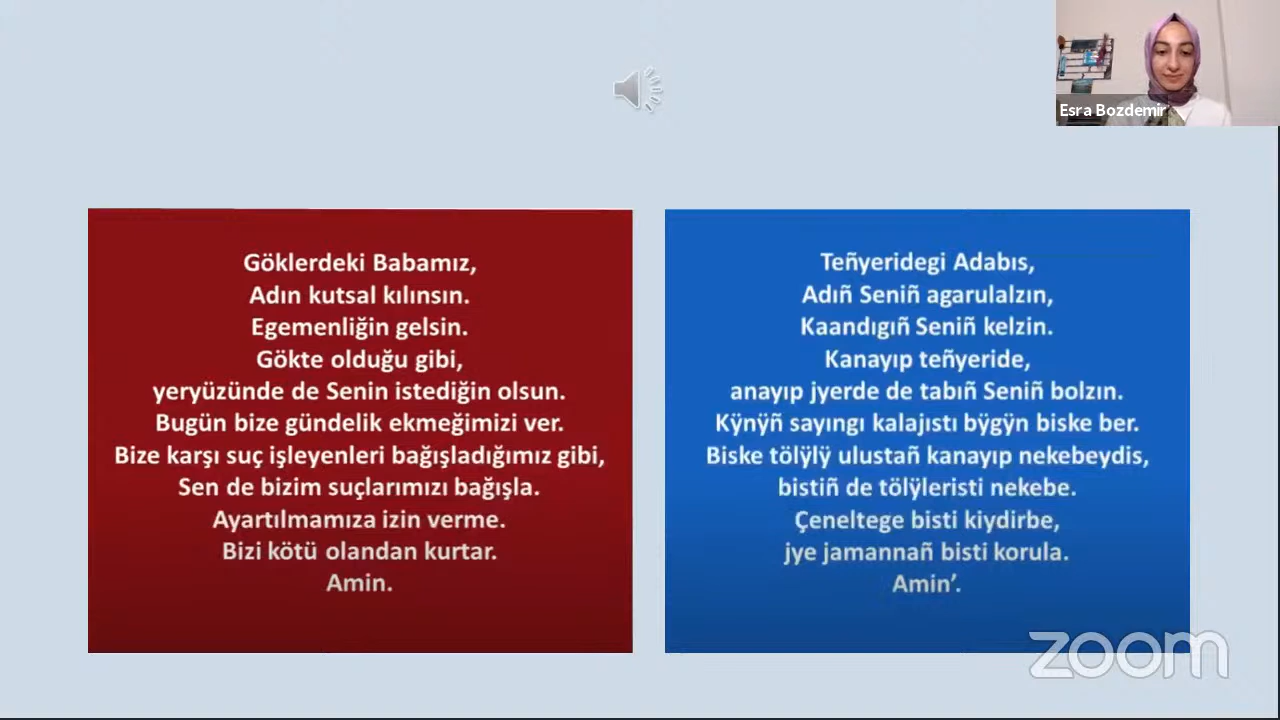 Esra Bozdemir
Göklerdeki Babamız,
Adın kutsal kılınsın.
Egemenliğin gelsin.
Gökte olduğu gibi,
yeryüzünde de Senin istediğin olsun.
Bugün bize gündelik ekmeğimizi ver.
Bize karşı suç işleyenleri bağışladığımız gibi,
Sen de bizim suçlarımızı bağışla.
Ayartılmamıza izin verme.
Bizi kötü olandan kurtar.
Amin.
Teñyeridegi Adabıs,
Adıñ Seniñ agarulalzın,
Kaandıgıñ Seniñ kelzin.
Kanayıp teñyeride,
anayıp jyerde de tabıñ Seniñ bolzın.
Kÿnÿñ sayıngı kalajıstı bÿgÿn biske ber.
Biske tölÿlÿ ulustañ kanayıp nekebeydis,
bistiñ de tölÿleristi nekebe.
Çeneltege bisti kiydirbe,
jye jamannañ bisti korula.
Amin’.
zoom